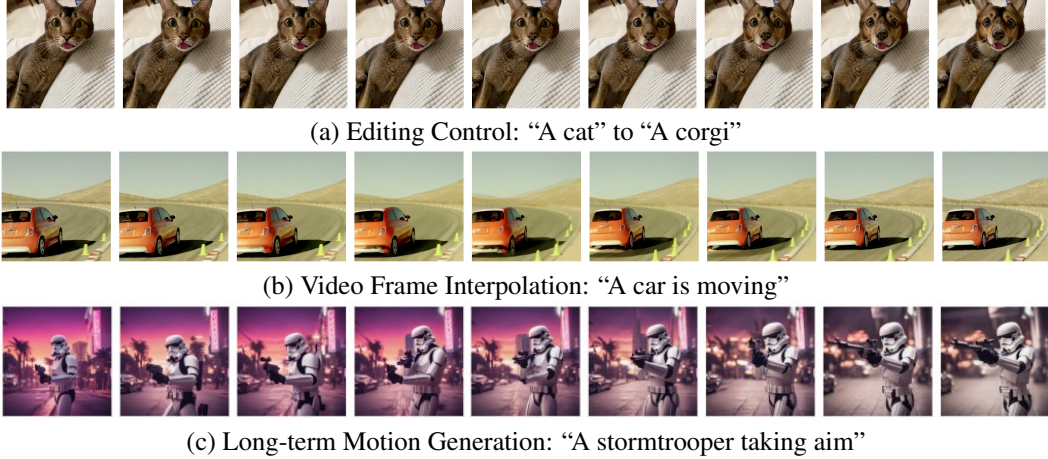 (a) Editing Control: “A cat” to “A corgi”
(b) Video Frame Interpolation: “A car is moving”
(c) Long-term Motion Generation: “A stormtrooper taking aim”